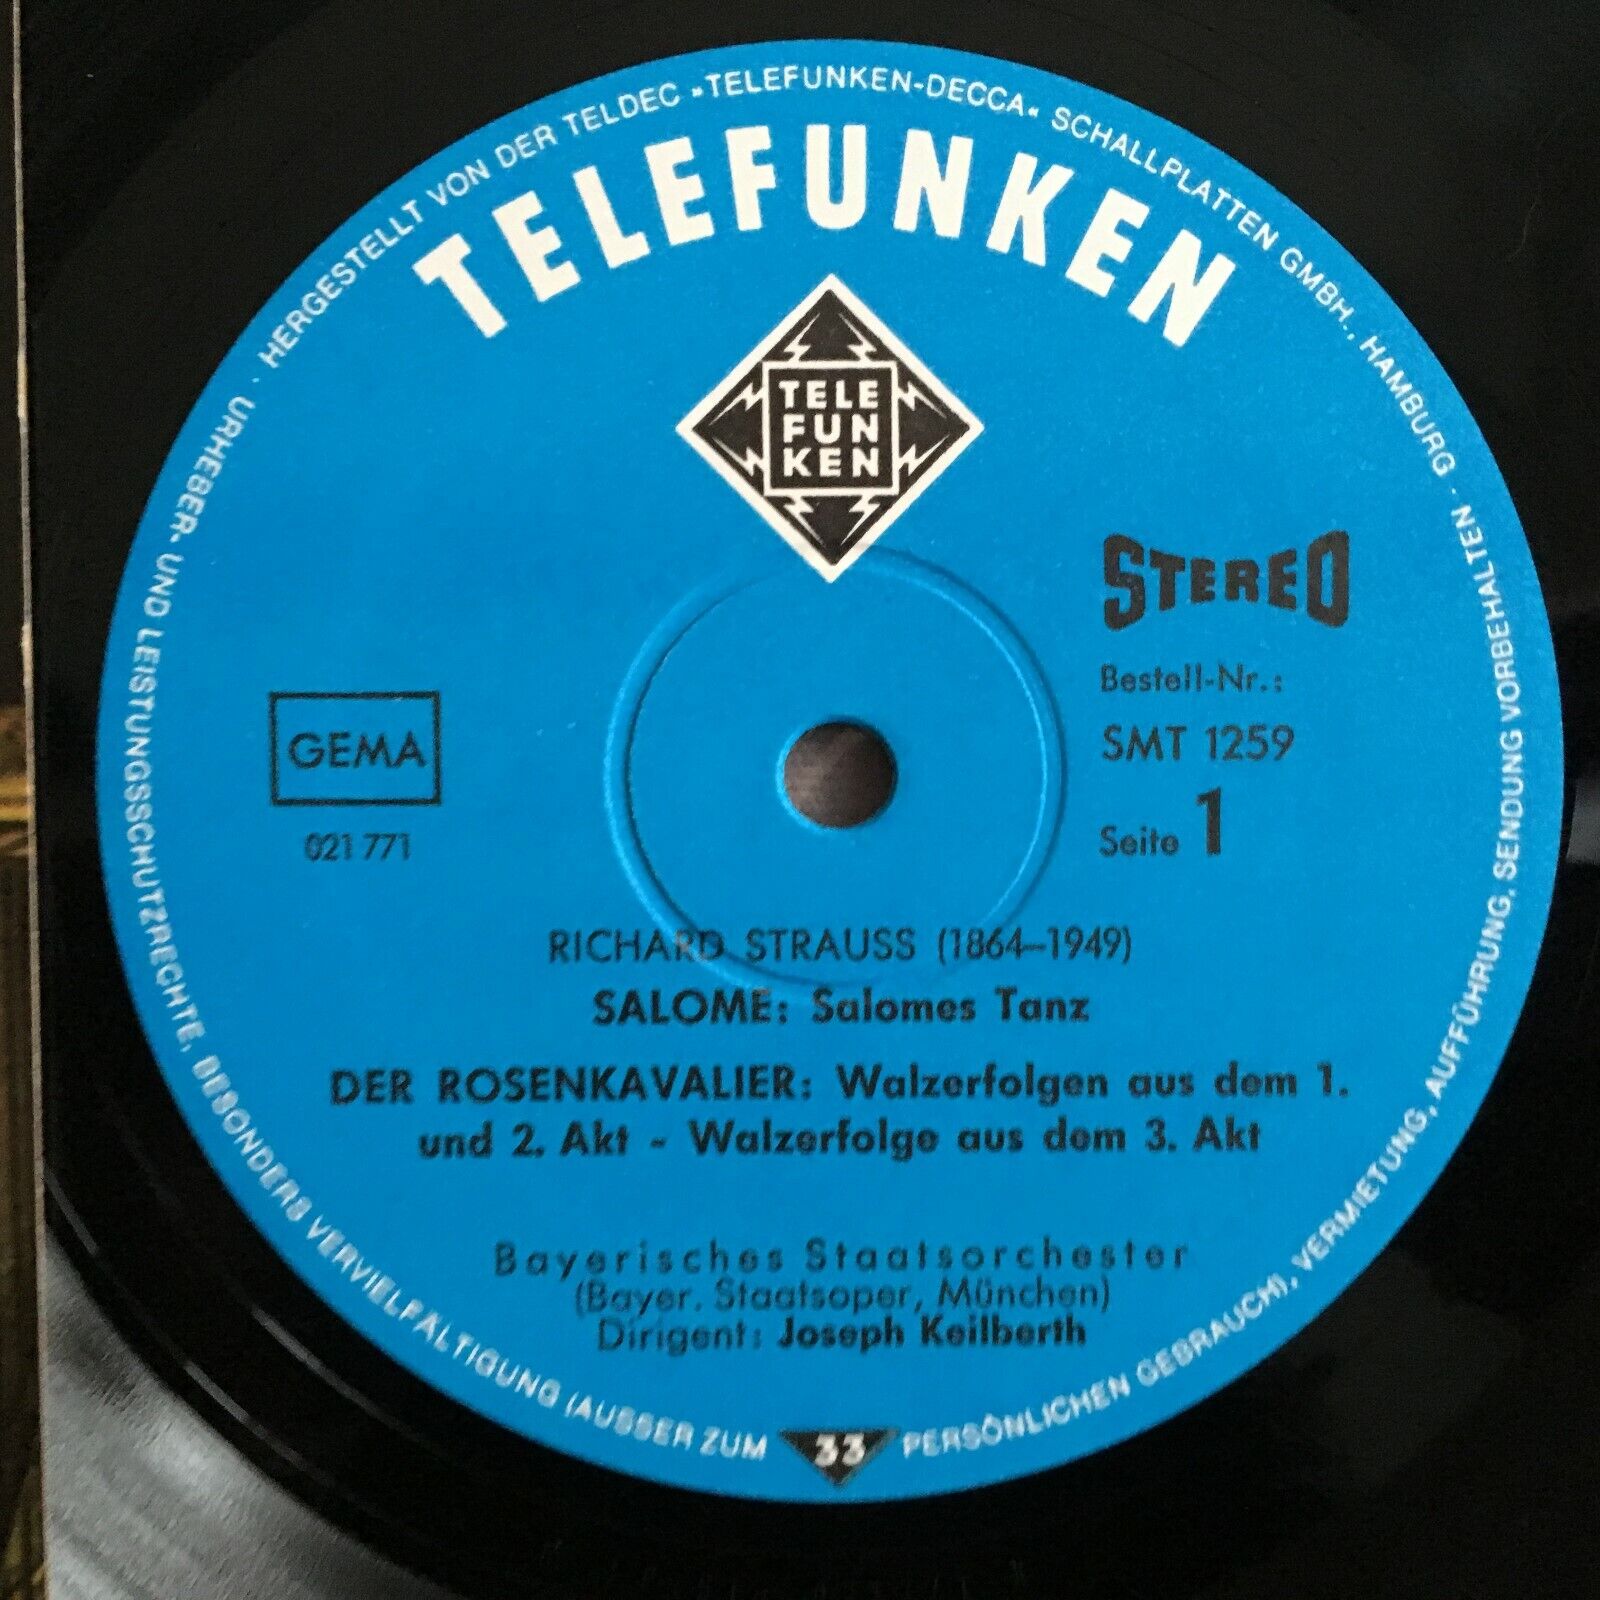 HERGESTELLT VON DER TELDEC »TELEFUNKEN-DECCA« SCHALLPLATTEN GMBH., HAMBURG ·
URHEBER- UND LEISTUNGSSCHUTZRECHTE, BESONDERS VERVIELFÄLTIGUNG (AUSSER ZUM PERSÖNLICHEN GEBRAUCH), VERMIETUNG, AUFFÜHRUNG, SENDUNG VORBEHALTEN ·
TELEFUNKEN
TELE
FUN
KEN
STEREO
Bestell-Nr.:
SMT 1259
Seite 1
GEMA
021 771
RICHARD STRAUSS (1864–1949)
SALOME: Salomes Tanz
DER ROSENKAVALIER: Walzerfolgen aus dem 1.
und 2. Akt - Walzerfolge aus dem 3. Akt
Bayerisches Staatsorchester
(Bayer. Staatsoper, München)
Dirigent: Joseph Keilberth
33